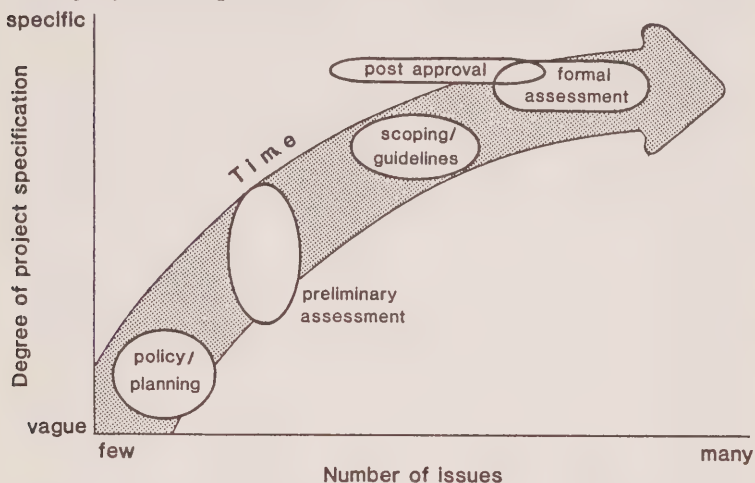 specific
post approval
formal
assessment
scoping/
guidelines
Time
preliminary
assessment
policy/
planning
Degree of project specification
vague
few
many
Number of issues